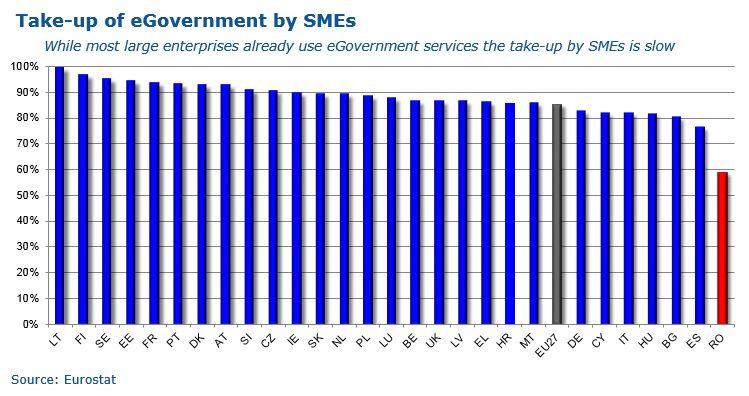 Take-up of eGovernment by SMEs
While most large enterprises already use eGovernment services the take-up by SMEs is slow
100%
90%
80%
70%
60%
50%
40%
30%
20%
10%
0%
LT FI SE EE FR PT DK AT SI CZ IE SK NL PL LU BE UK LV EL HR MT EU27 DE CY IT HU BG ES RO
Source: Eurostat